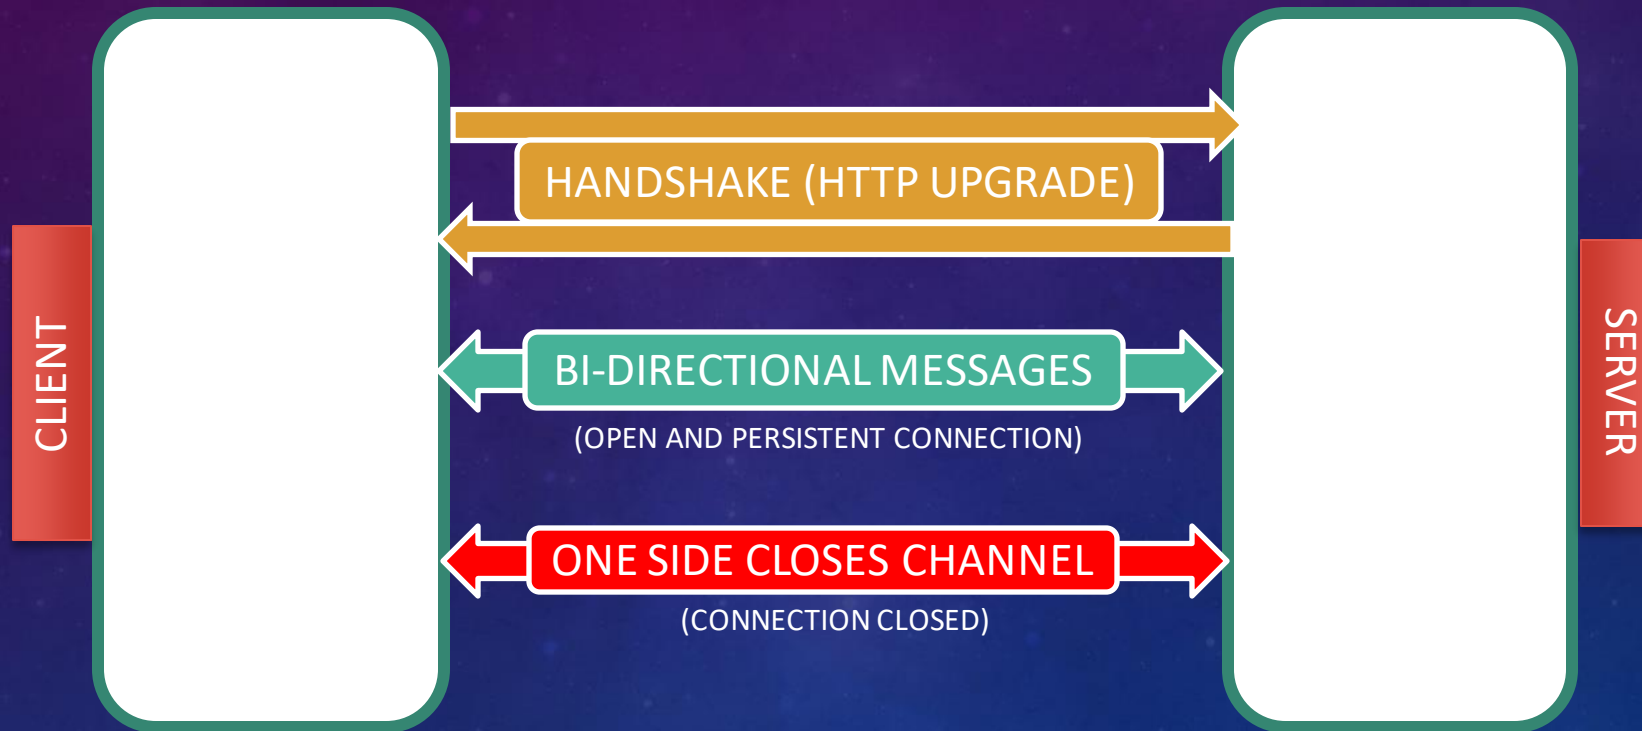 HANDSHAKE (HTTP UPGRADE)
CLIENT
BI-DIRECTIONAL MESSAGES
(OPEN AND PERSISTENT CONNECTION)
SERVER
ONE SIDE CLOSES CHANNEL
(CONNECTION CLOSED)